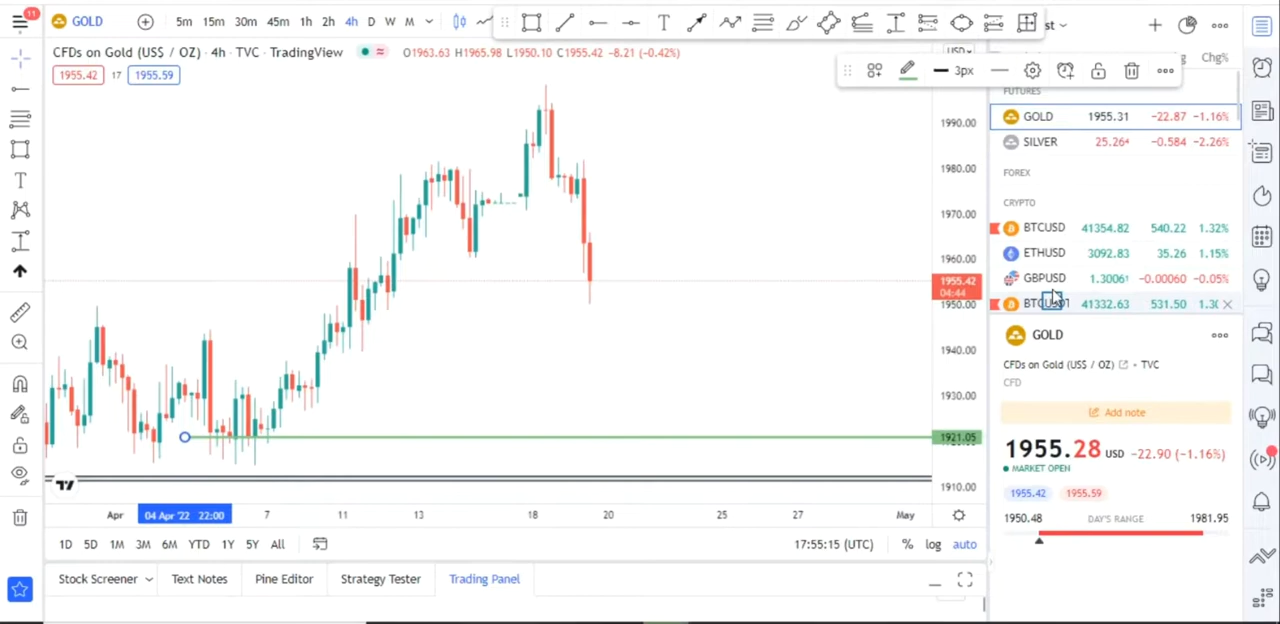 11
GOLD
5m 15m 30m 45m 1h 2h 4h D W M
T
st
CFDs on Gold (US$ / OZ) · 4h · TVC · TradingView
O1963.63 H1965.98 L1950.10 C1955.42 −8.21 (−0.42%)
USD
3px
Chg%
1955.42 17 1955.59
FUTURES
GOLD 1955.31 −22.87 −1.16%
SILVER 25.264 −0.584 −2.26%
FOREX
CRYPTO
BTCUSD 41354.82 540.22 1.32%
ETHUSD 3092.83 35.26 1.15%
GBPUSD 1.30061 −0.00060 −0.05%
41332.63 531.50
1990.00
1980.00
1970.00
1960.00
1955.42
04:44
1950.00
1940.00
1930.00
1921.05
1910.00
GOLD
CFDs on Gold (US$ / OZ) • TVC
CFD
Add note
1955.28 USD −22.90 (−1.16%)
MARKET OPEN
1955.42 1955.59
1950.48 DAY'S RANGE 1981.95
Apr 04 Apr '22 22:00 7 11 13 18 20 25 27 May
1D 5D 1M 3M 6M YTD 1Y 5Y All
17:55:15 (UTC) % log auto
Stock Screener Text Notes Pine Editor Strategy Tester Trading Panel